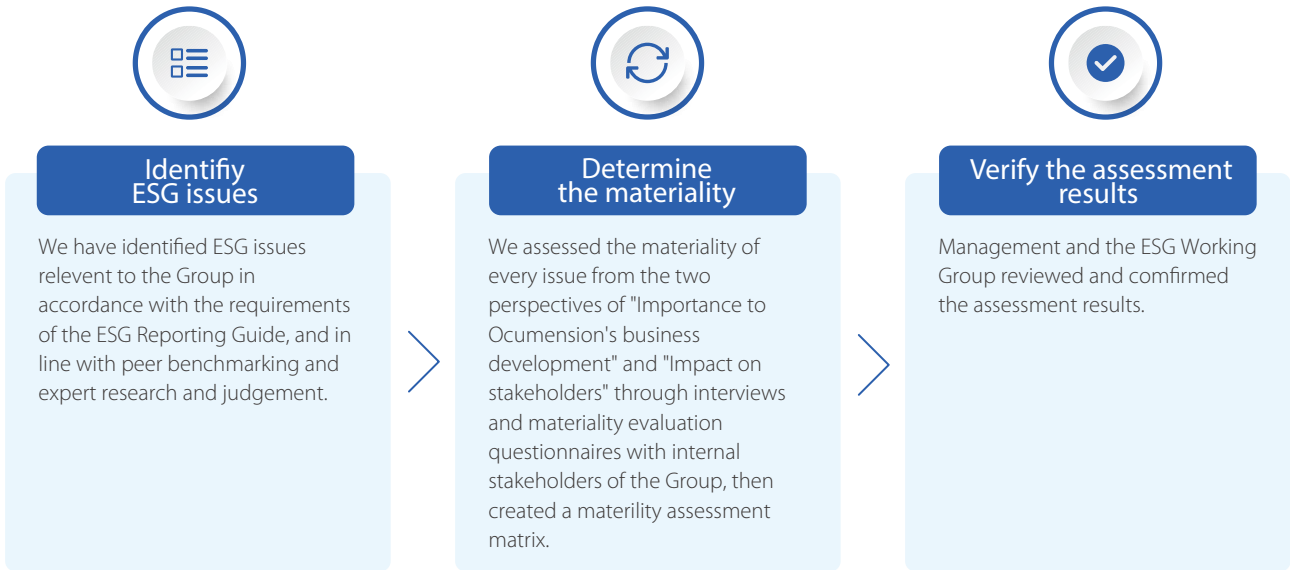 Identifiy
ESG issues
We have identified ESG issues
relevent to the Group in
accordance with the requirements
of the ESG Reporting Guide, and in
line with peer benchmarking and
expert research and judgement.
Determine
the materiality
We assessed the materiality of
every issue from the two
perspectives of "Importance to
Ocumension's business
development" and "Impact on
stakeholders" through interviews
and materiality evaluation
questionnaires with internal
stakeholders of the Group, then
created a materility assessment
matrix.
Verify the assessment
results
Management and the ESG Working
Group reviewed and comfirmed
the assessment results.